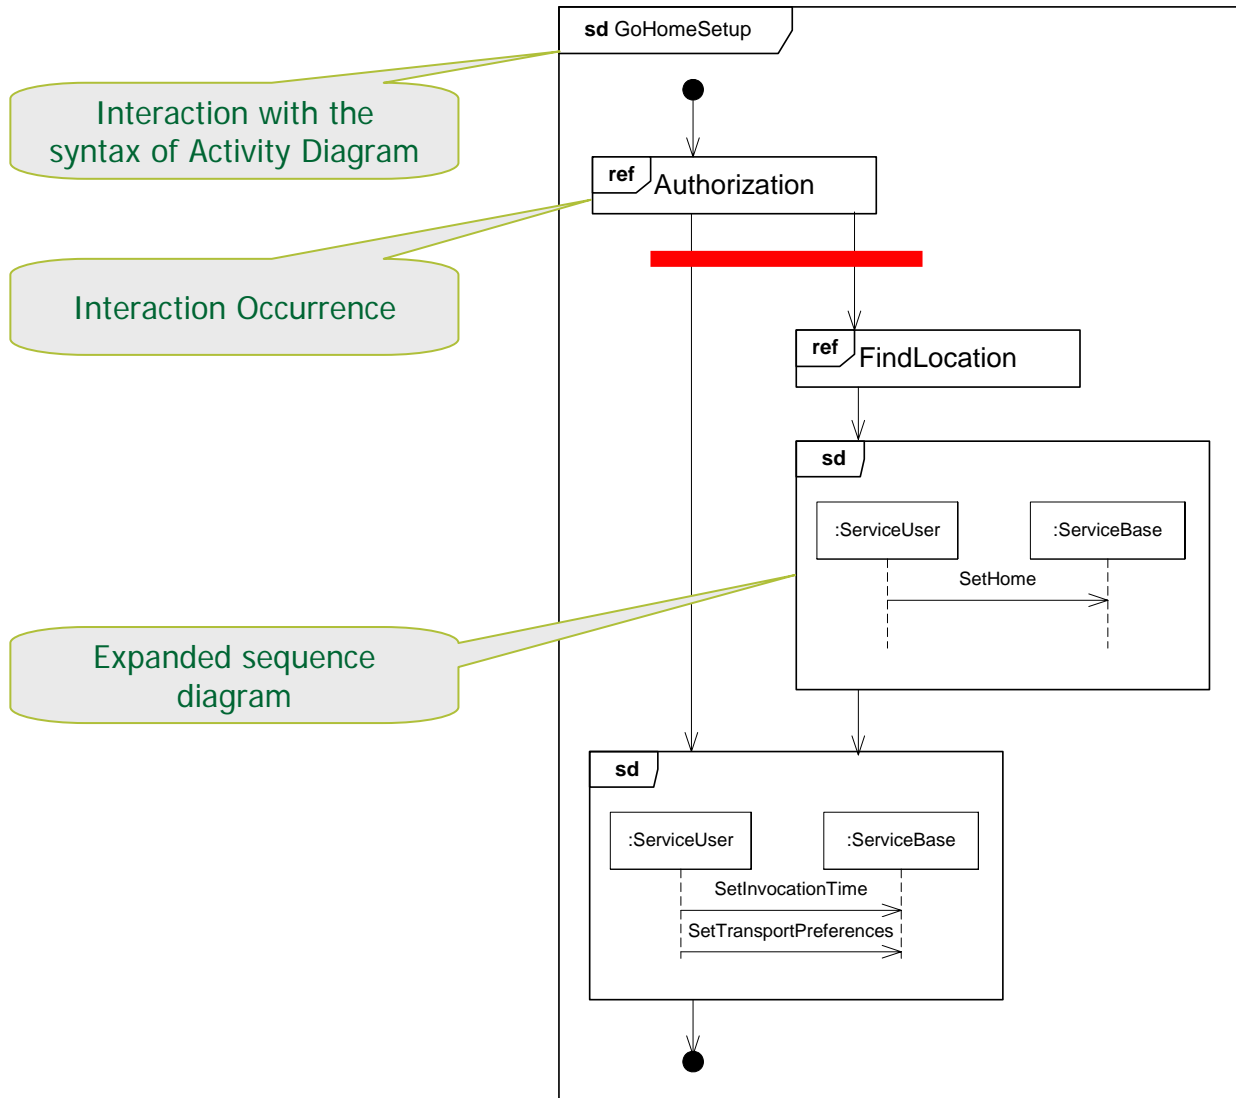 sd GoHomeSetup
Interaction with the
syntax of Activity Diagram
ref Authorization
Interaction Occurrence
ref FindLocation
sd
:ServiceUser :ServiceBase
SetHome
Expanded sequence
diagram
sd
:ServiceUser :ServiceBase
SetInvocationTime
SetTransportPreferences